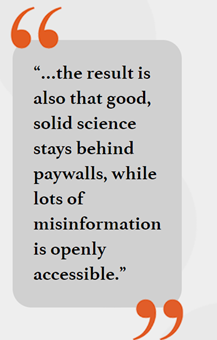 “...the result is
also that good,
solid science
stays behind
paywalls, while
lots of
misinformation
is openly
accessible.”